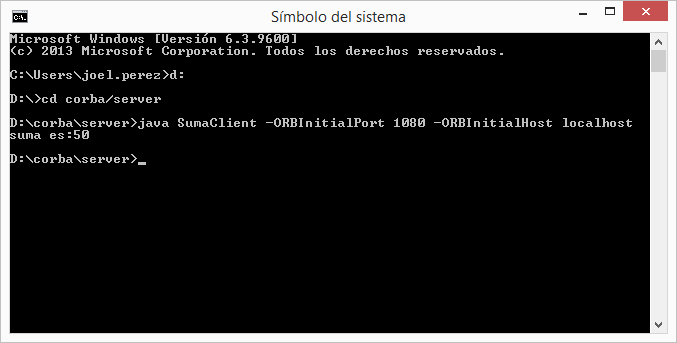 Símbolo del sistema
Microsoft Windows [Versión 6.3.9600]
(c) 2013 Microsoft Corporation. Todos los derechos reservados.
C:\Users\joel.perez>d:
D:\>cd corba/server
D:\corba\server>java SumaClient -ORBInitialPort 1080 -ORBInitialHost localhost
suma es:50
D:\corba\server>_